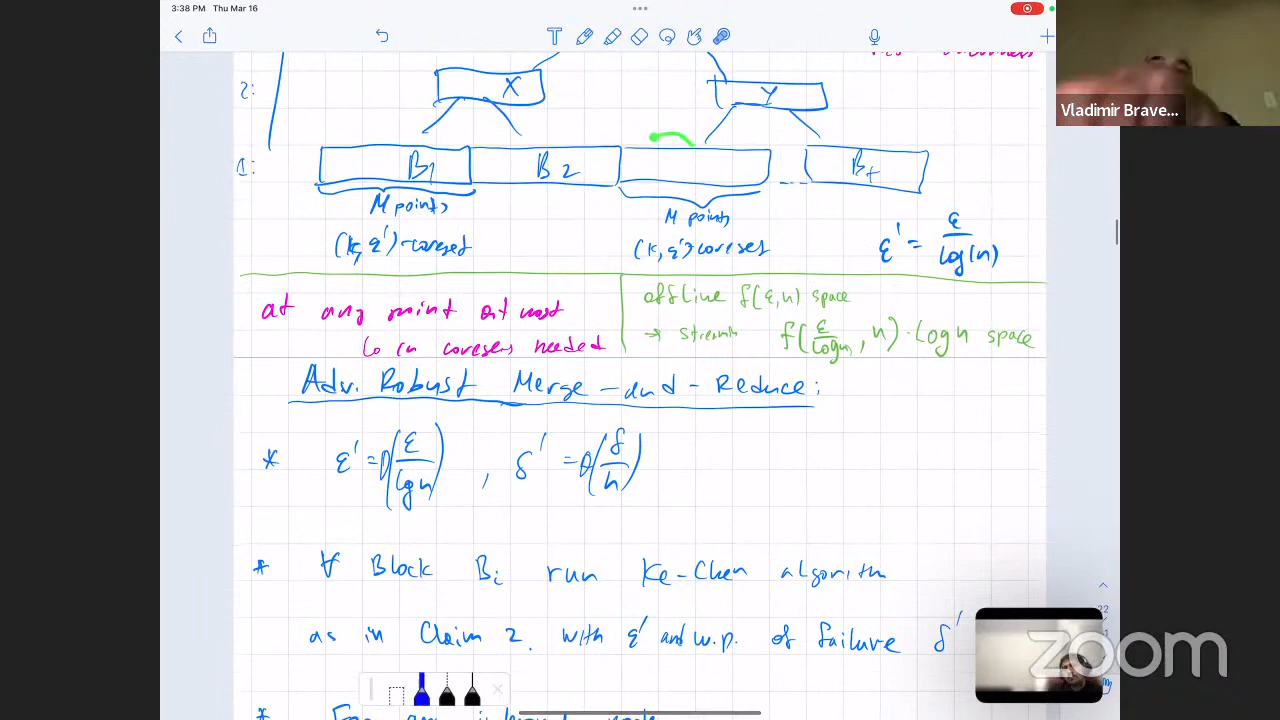 3:38 PM Thu Mar 16
Vladimir Brave...
2: X Y
1: B1 B2 Bt
M points M points
(k, ε')-coreset (k, ε')-coreset ε' = ε / log(n)
at any point at most
log n coresets needed
offline f(ε, n) space
→ stream f(ε/log n, n) · log n space
Adv. Robust Merge-and-Reduce:
* ε' = O(ε / log n), δ' = O(δ / n)
* ∀ Block Bi run Ke-Chen algorithm
as in Claim 2. with ε' and w.p. of failure δ'
zoom